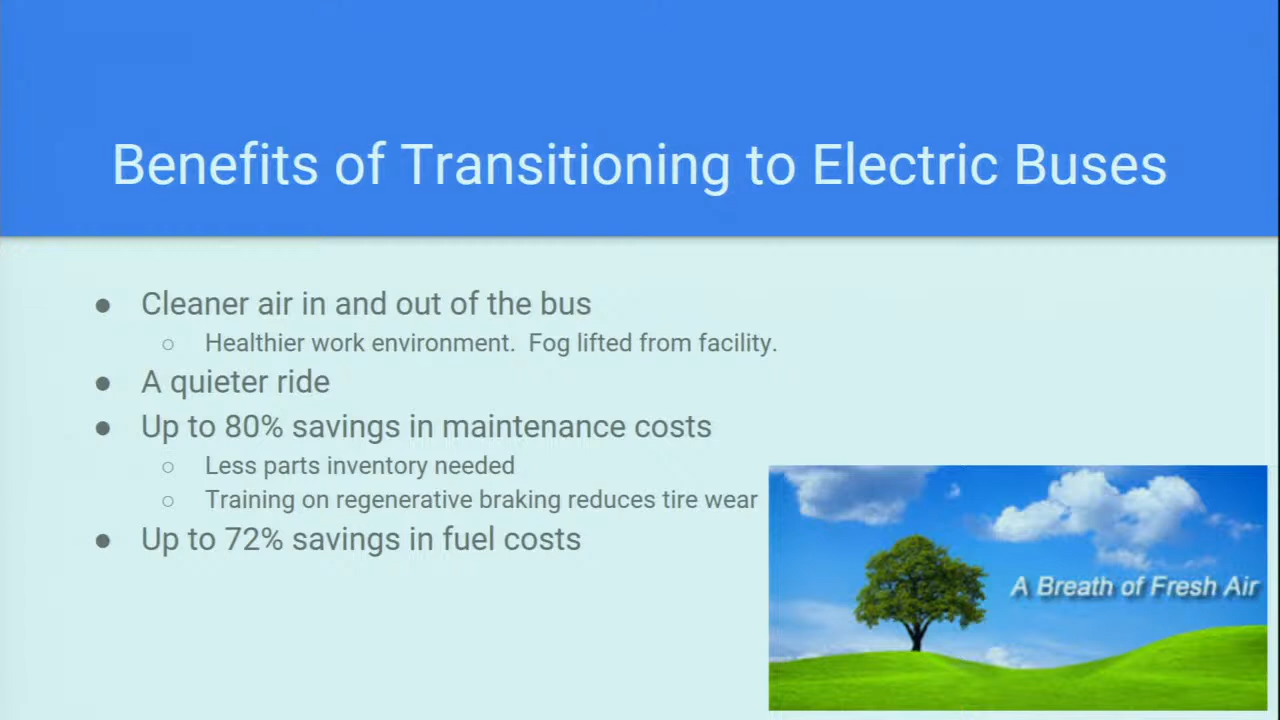 Benefits of Transitioning to Electric Buses
● Cleaner air in and out of the bus
○ Healthier work environment.  Fog lifted from facility.
● A quieter ride
● Up to 80% savings in maintenance costs
○ Less parts inventory needed
○ Training on regenerative braking reduces tire wear
● Up to 72% savings in fuel costs
A Breath of Fresh Air